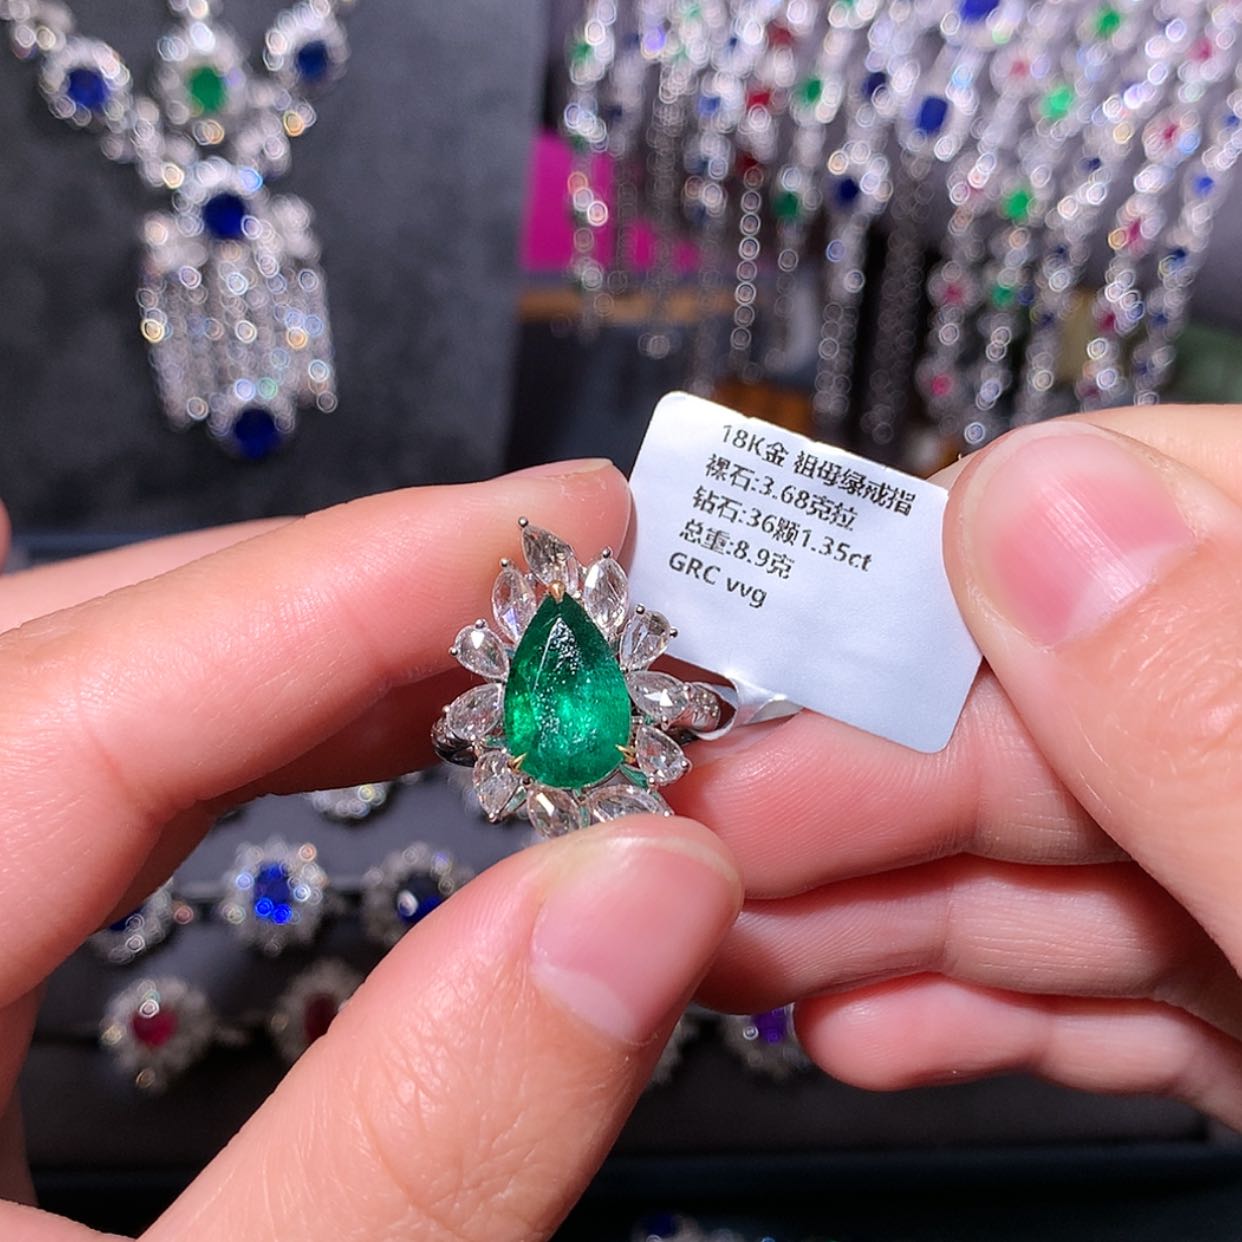 18K金 祖母绿戒指
裸石:3.68克拉
钻石:36颗1.35ct
总重:8.9克
GRC vvg